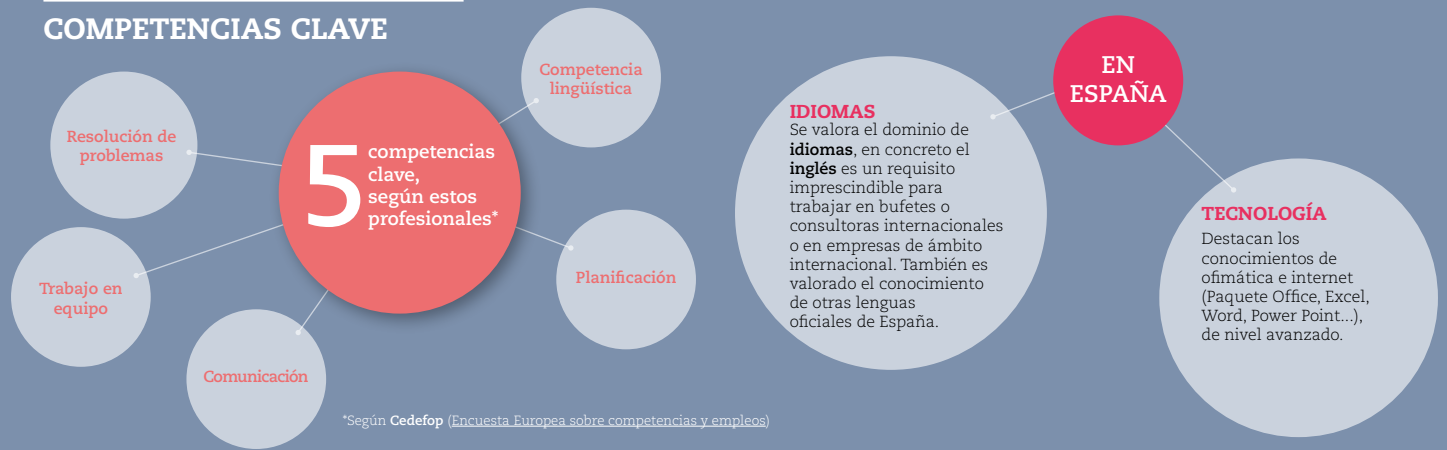 COMPETENCIAS CLAVE
Resolución de
problemas
Trabajo en
equipo
Comunicación
5
competencias
clave,
según estos
profesionales*
Competencia
lingüística
Planificación
*Según Cedefop (Encuesta Europea sobre competencias y empleos)
EN
ESPAÑA
IDIOMAS
Se valora el dominio de
idiomas, en concreto el
inglés es un requisito
imprescindible para
trabajar en bufetes o
consultoras internacionales
o en empresas de ámbito
internacional. También es
valorado el conocimiento
de otras lenguas
oficiales de España.
TECNOLOGÍA
Destacan los
conocimientos de
ofimática e internet
(Paquete Office, Excel,
Word, Power Point...),
de nivel avanzado.